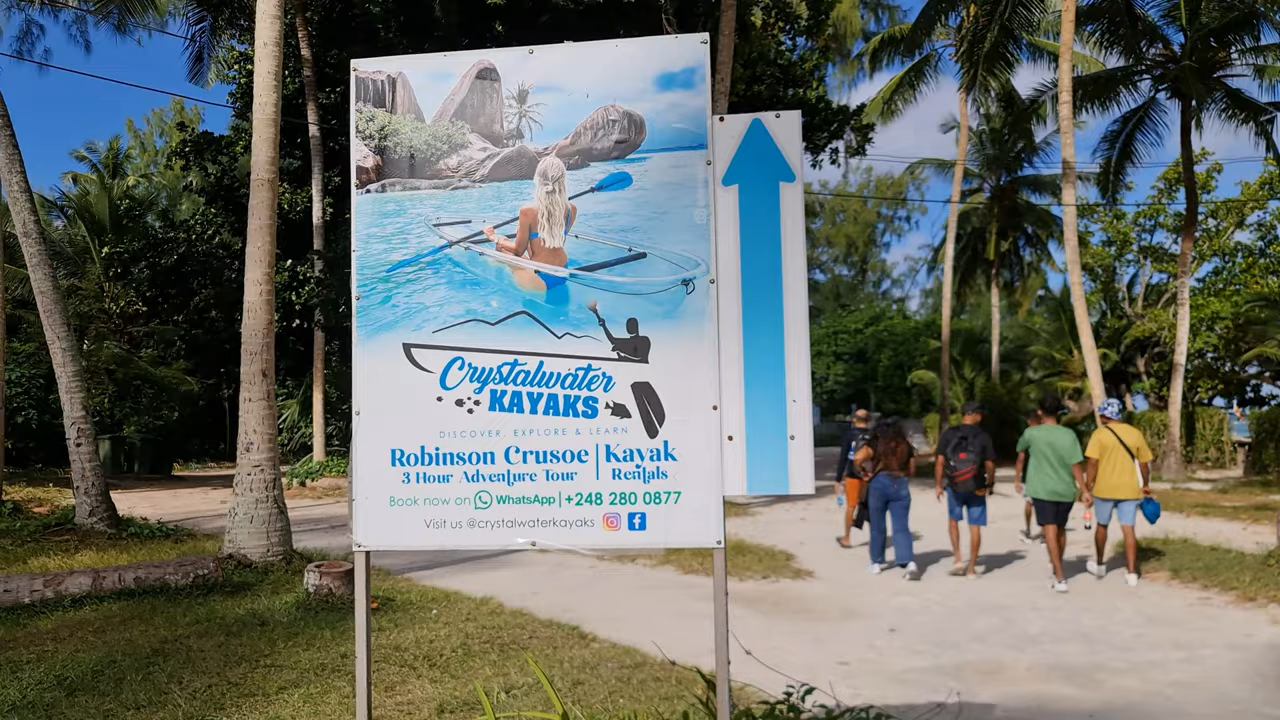 Crystalwater
KAYAKS
DISCOVER, EXPLORE & LEARN
Robinson Crusoe | Kayak
3 Hour Adventure Tour | Rentals
Book now on WhatsApp | +248 280 0877
Visit us @crystalwaterkayaks